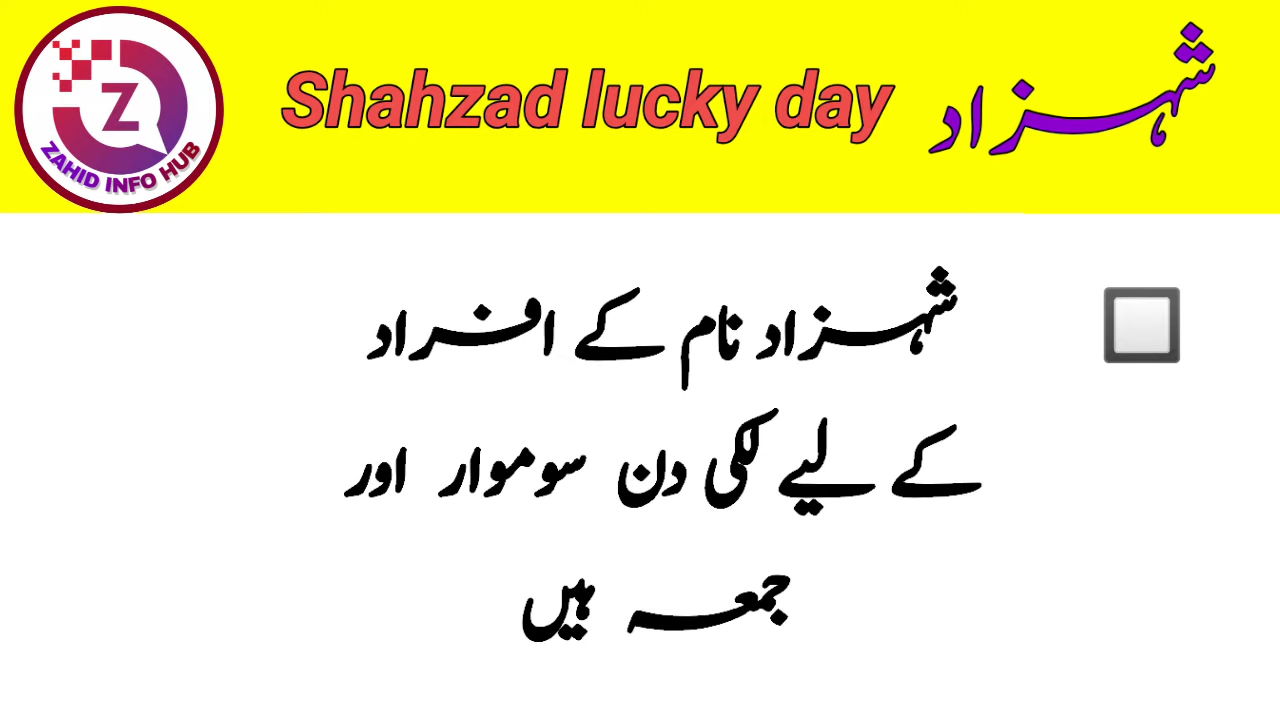 Z
ZAHID INFO HUB
Shahzad lucky day شہزاد
شہزاد نام کے افراد
کے لیے لکی دن سوموار اور
جمعہ ہیں